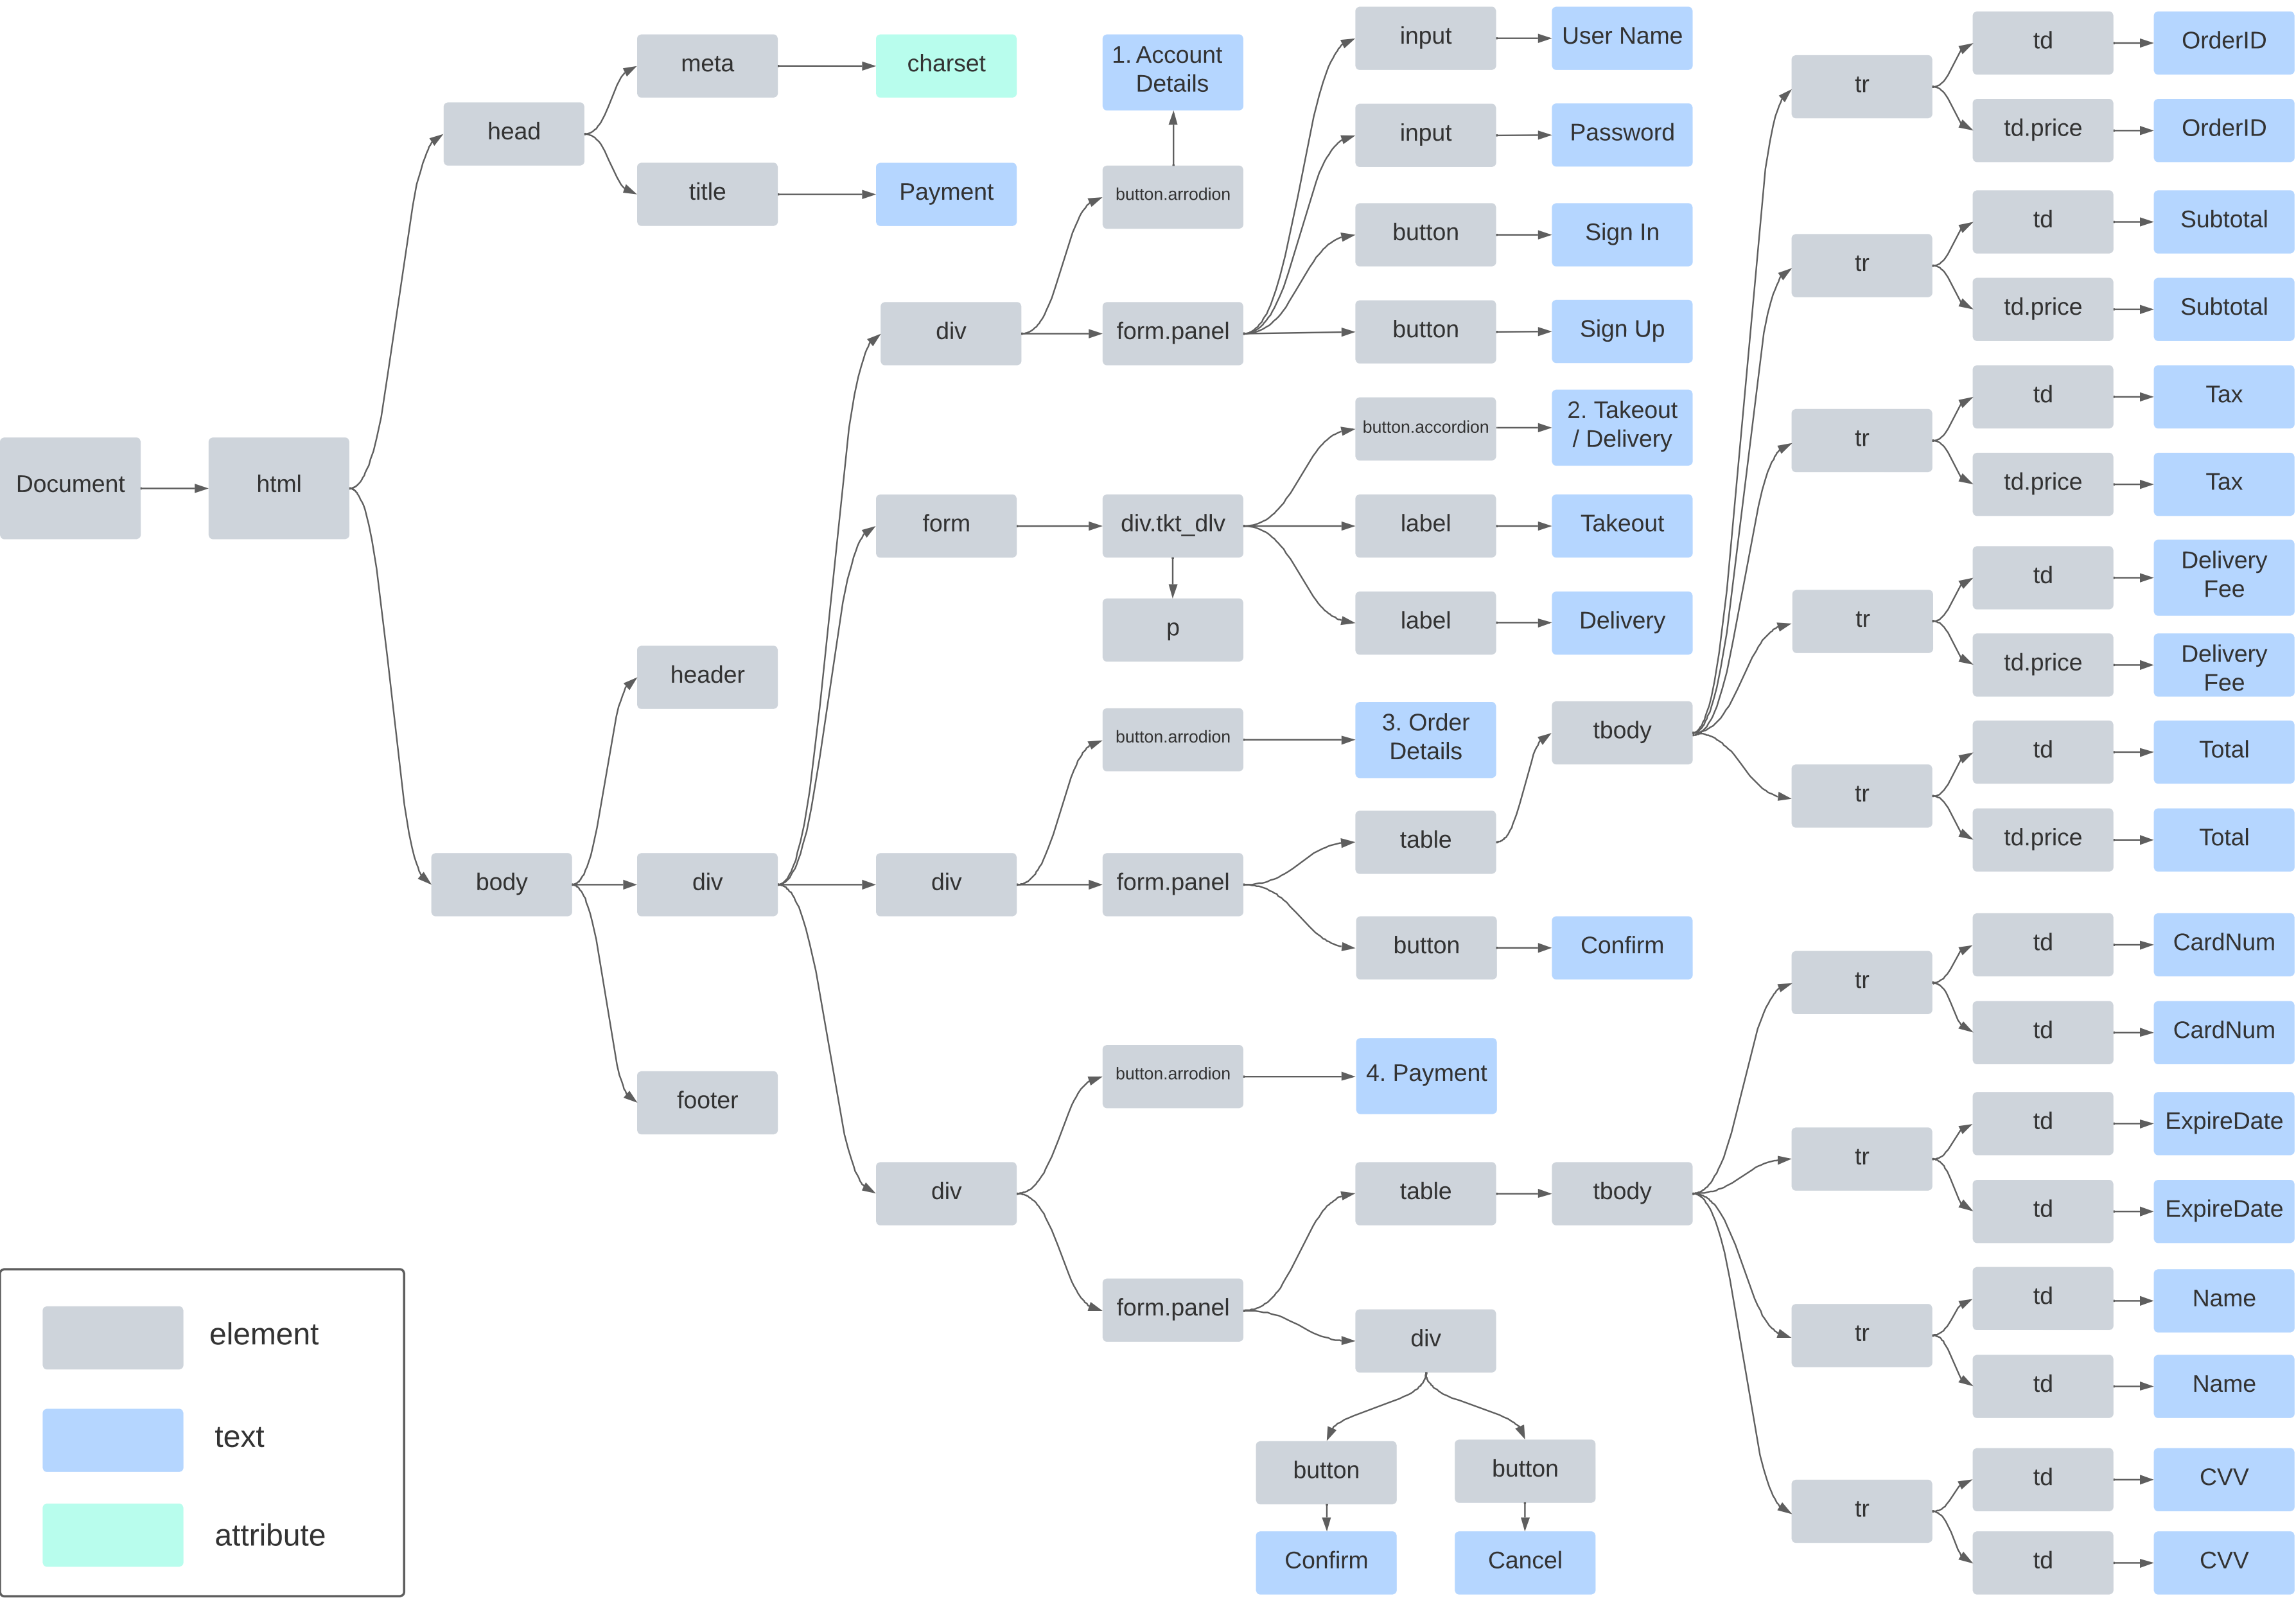 Document
html
head
meta
charset
title
Payment
body
header
div
footer
div
button.arrodion
1. Account
Details
form.panel
input
User Name
input
Password
button
Sign In
button
Sign Up
form
div.tkt_dlv
p
button.accordion
2. Takeout
/ Delivery
label
Takeout
label
Delivery
div
button.arrodion
3. Order
Details
form.panel
table
tbody
tr
td
OrderID
td.price
OrderID
tr
td
Subtotal
td.price
Subtotal
tr
td
Tax
td.price
Tax
tr
td
Delivery
Fee
td.price
Delivery
Fee
tr
td
Total
td.price
Total
button
Confirm
div
button.arrodion
4. Payment
form.panel
table
tbody
tr
td
CardNum
td
CardNum
tr
td
ExpireDate
td
ExpireDate
tr
td
Name
td
Name
tr
td
CVV
td
CVV
div
button
Confirm
button
Cancel
element
text
attribute